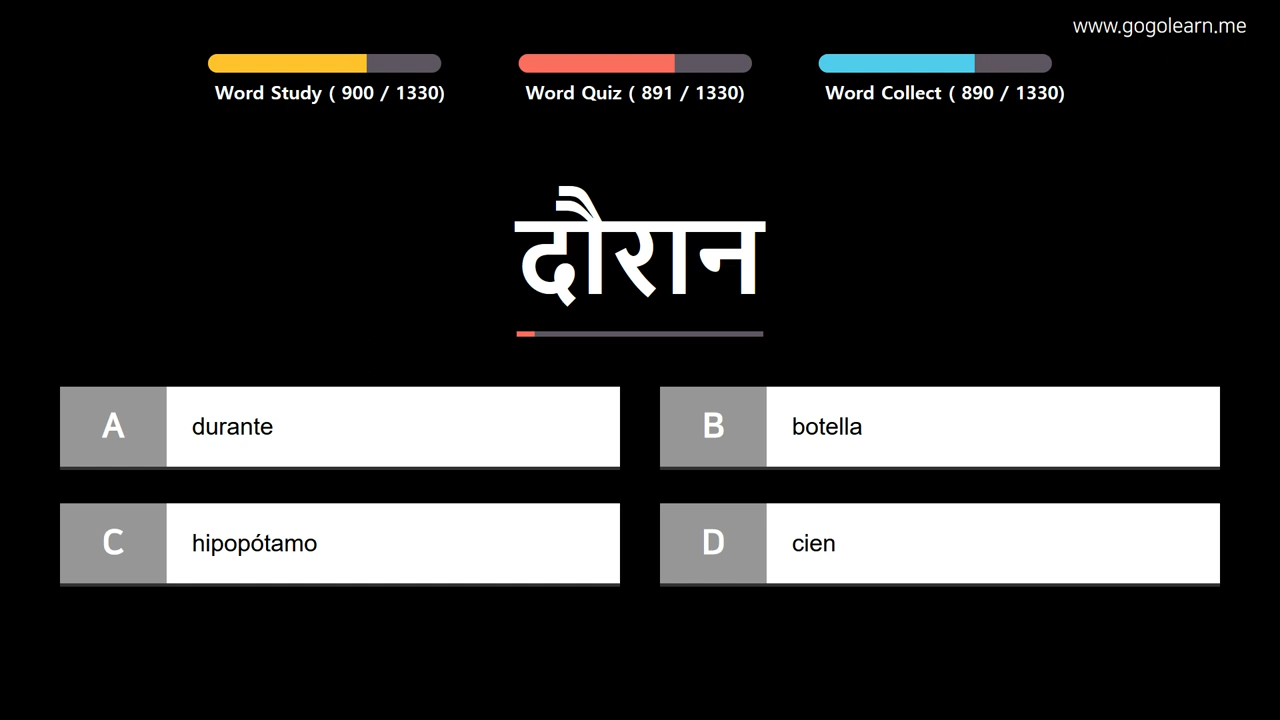 www.gogolearn.me
Word Study ( 900 / 1330)
Word Quiz ( 891 / 1330)
Word Collect ( 890 / 1330)
दौरान
A durante
B botella
C hipopótamo
D cien